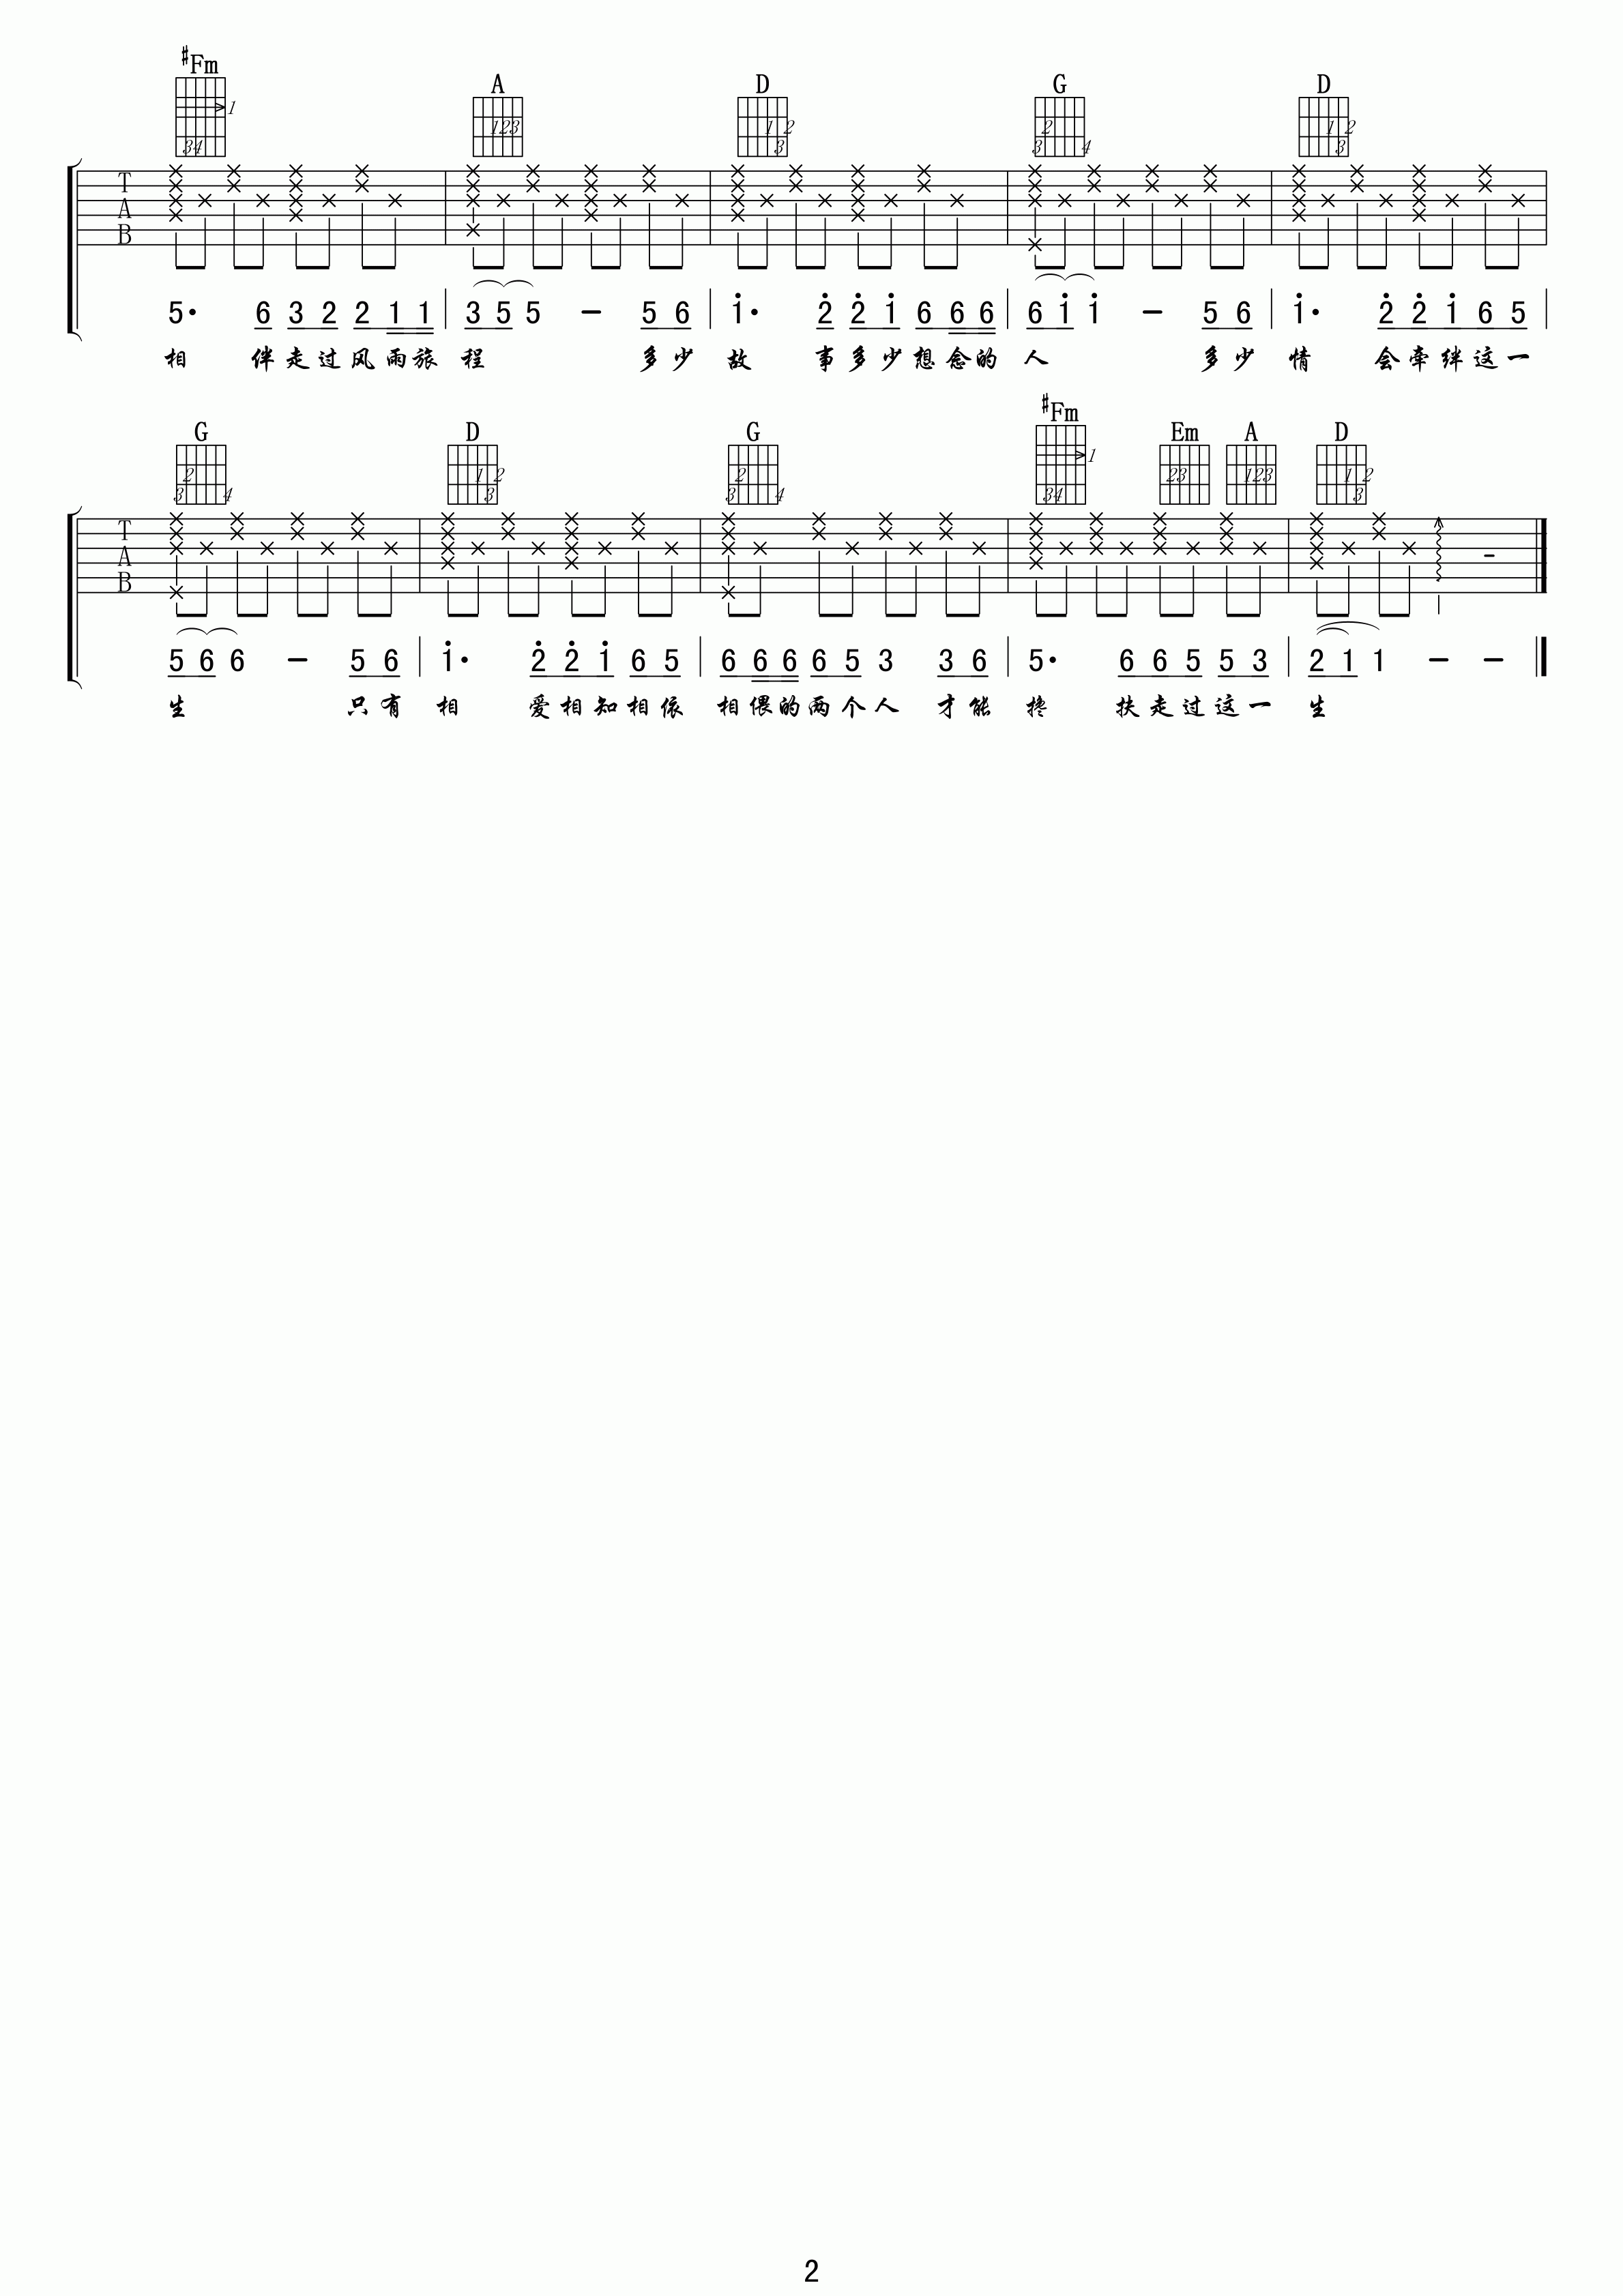 #Fm A D G D
T
A
B
5• 6 3 2 2 1 1 | 3 5 5 – 5 6 | i• 2̇ 2̇ i 6 6 6 | 6 i i – 5 6 | i• 2̇ 2̇ i 6 5 |
相 伴走过风雨旅 程 多少 故 事多少想念的 人 多少 情 会牵绊这一
G D G #Fm Em A D
T
A
B
5 6 6 – 5 6 | i• 2̇ 2̇ i 6 5 | 6 6 6 6 5 3 3 6 | 5• 6 6 5 5 3 | 2 1 1 – –
生 只有 相 爱相知相依 相偎的两个人 才能 搀 扶走过这一 生
2